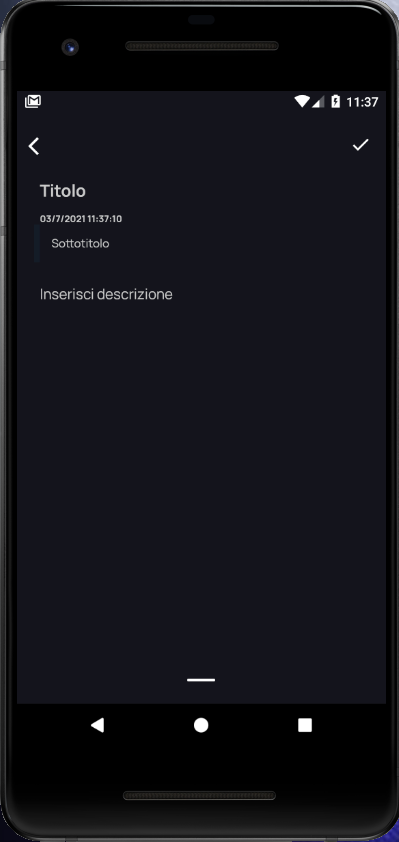 11:37
Titolo
03/7/2021 11:37:10
Sottotitolo
Inserisci descrizione